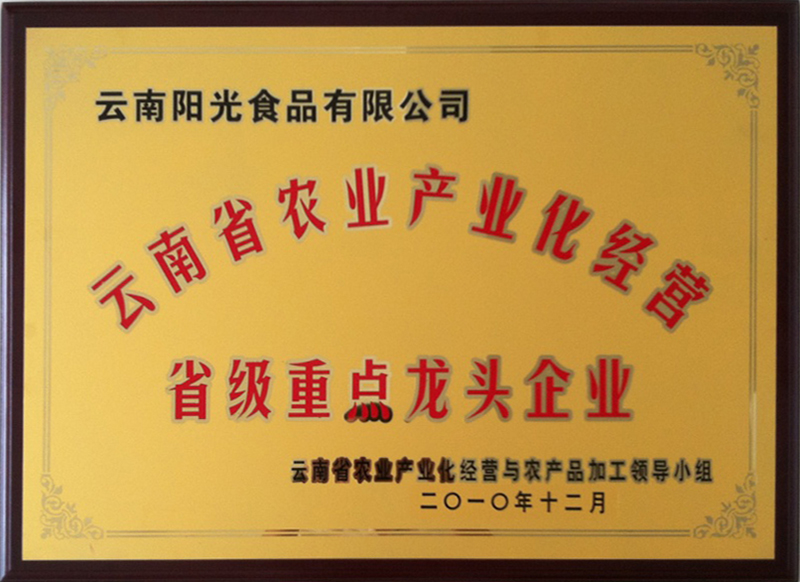 云南阳光食品有限公司
云南省农业产业化经营
省级重点龙头企业
云南省农业产业化经营与农产品加工领导小组
二〇一〇年十二月